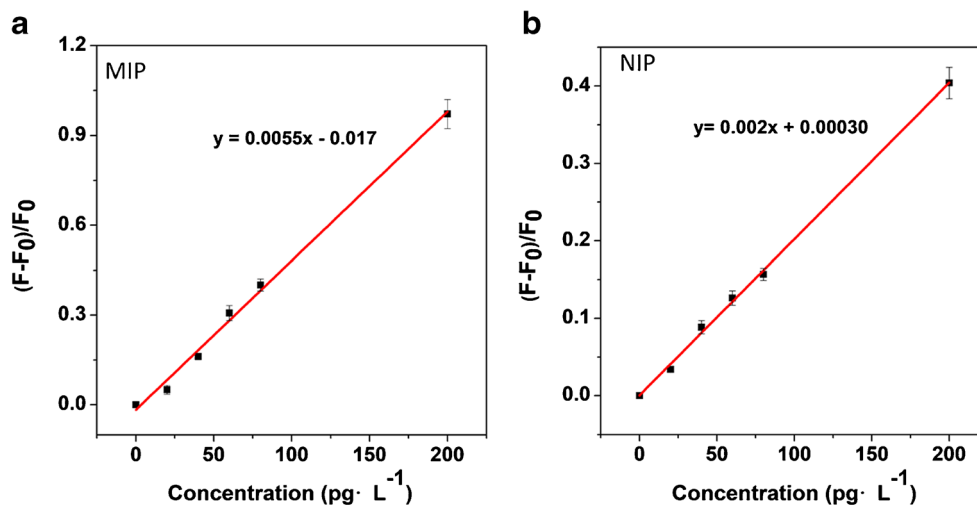 a
MIP
y = 0.0055x - 0.017
1.2
0.9
0.6
0.3
0.0
(F-F0)/F0
0
50
100
150
200
Concentration (pg· L-1)
b
NIP
y= 0.002x + 0.00030
0.4
0.3
0.2
0.1
0.0
(F-F0)/F0
0
50
100
150
200
Concentration (pg· L-1)